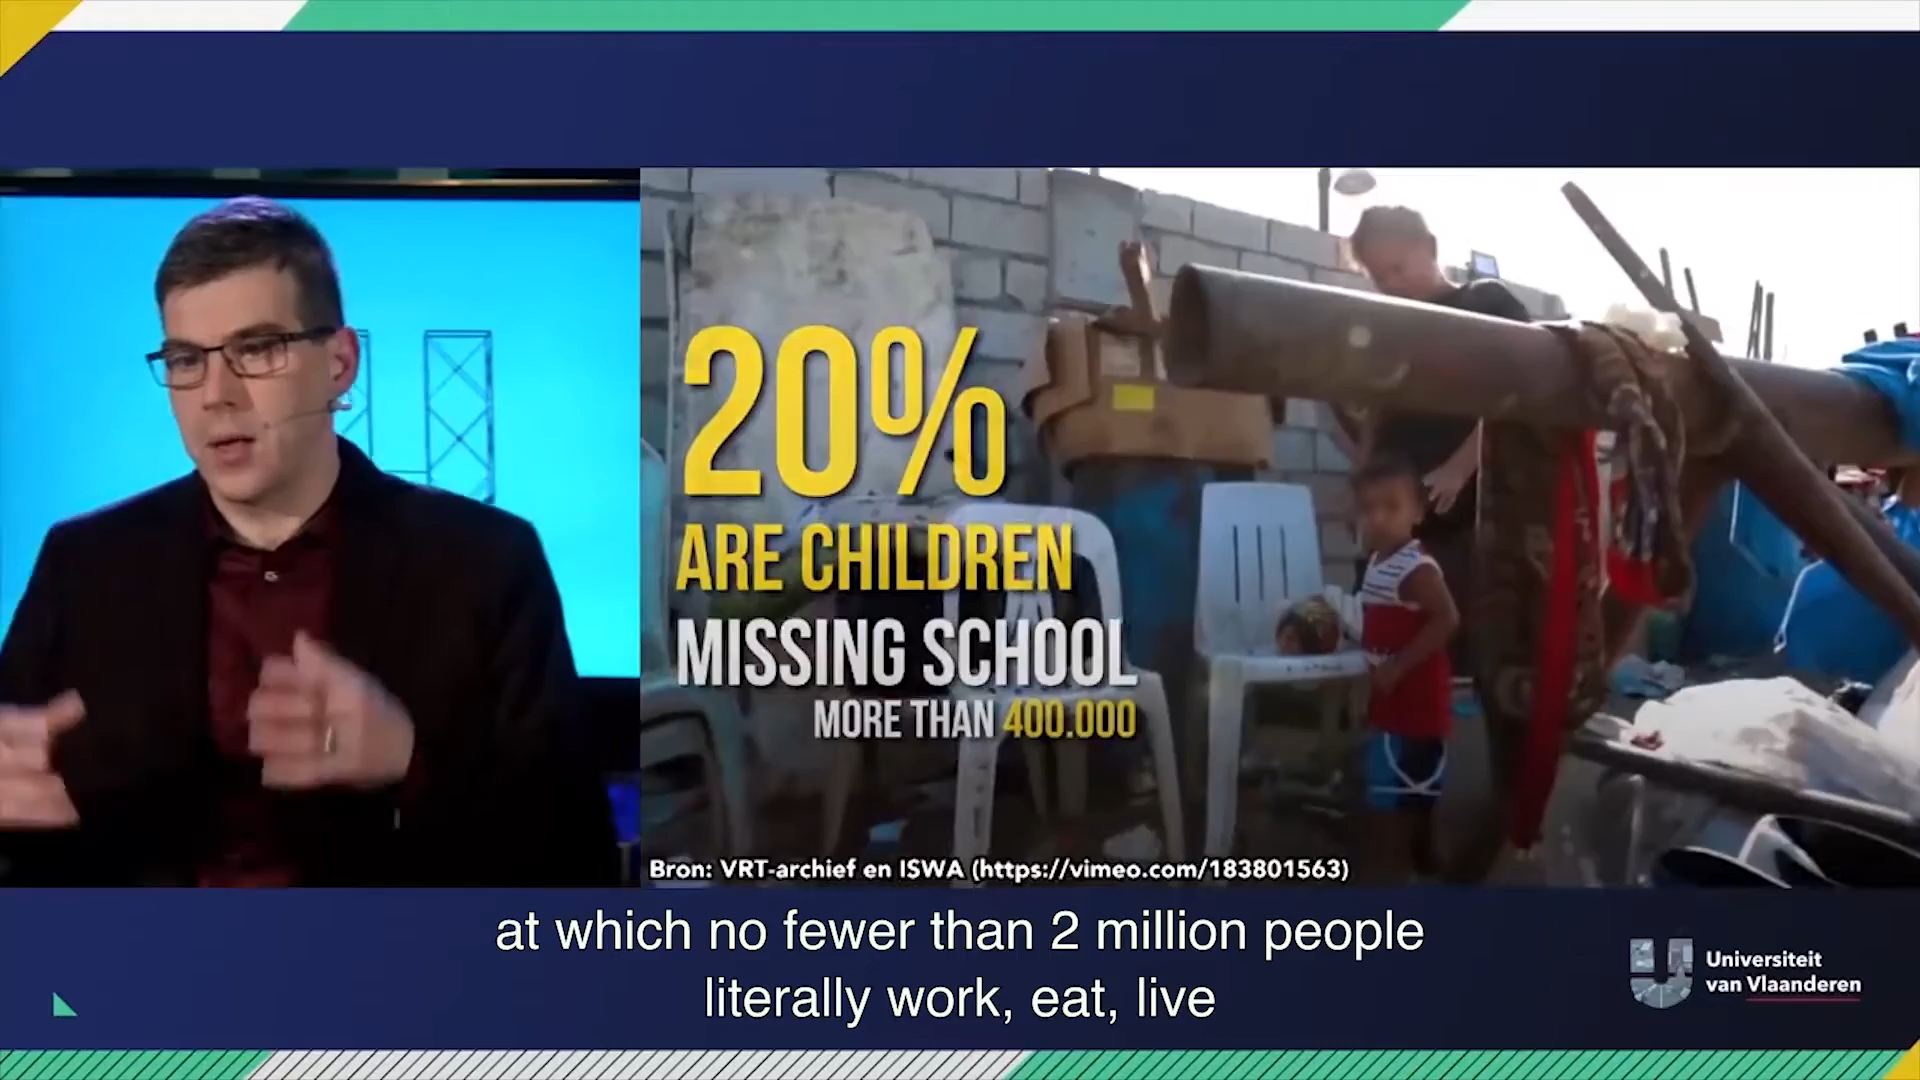 20%
ARE CHILDREN
MISSING SCHOOL
MORE THAN 400.000
Bron: VRT-archief en ISWA (https://vimeo.com/183801563)
at which no fewer than 2 million people
literally work, eat, live
Universiteit
van Vlaanderen